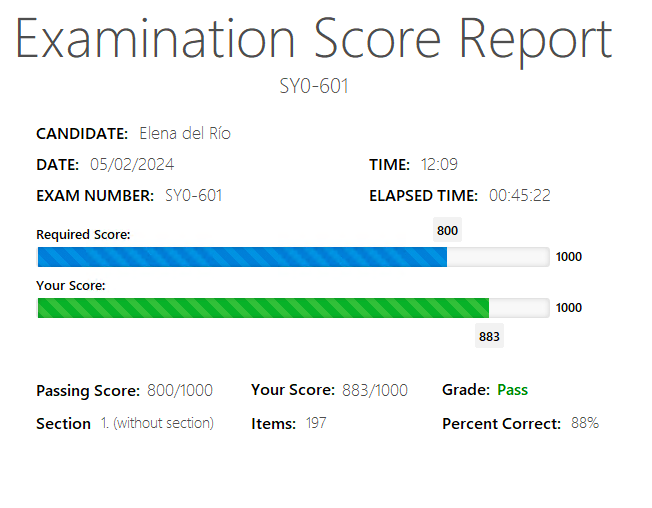 Examination Score Report
SY0-601
CANDIDATE: Elena del Río
DATE: 05/02/2024 TIME: 12:09
EXAM NUMBER: SY0-601 ELAPSED TIME: 00:45:22
Required Score: 800
1000
Your Score:
1000
883
Passing Score: 800/1000 Your Score: 883/1000 Grade: Pass
Section 1. (without section) Items: 197 Percent Correct: 88%